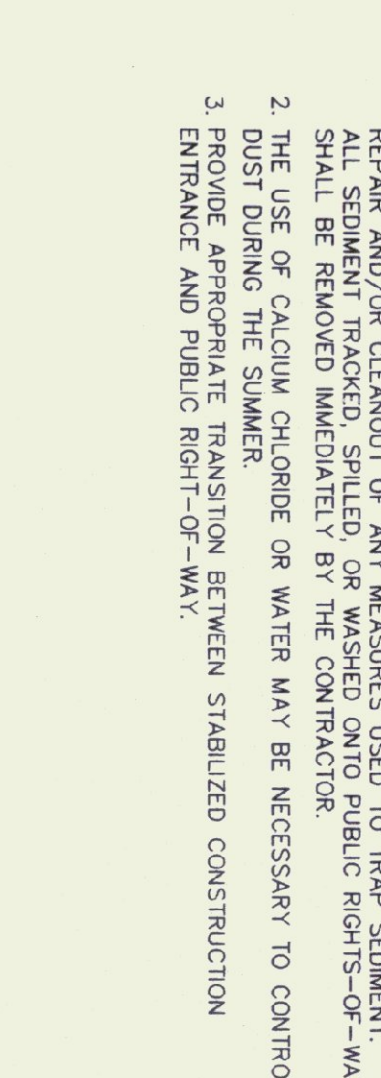 REPAIR AND/OR CLEANOUT OF ANY MEASURES USED TO TRAP SEDIMENT.
ALL SEDIMENT TRACKED, SPILLED, OR WASHED ONTO PUBLIC RIGHTS-OF-WA
SHALL BE REMOVED IMMEDIATELY BY THE CONTRACTOR.
2. THE USE OF CALCIUM CHLORIDE OR WATER MAY BE NECESSARY TO CONTRO
DUST DURING THE SUMMER.
3. PROVIDE APPROPRIATE TRANSITION BETWEEN STABILIZED CONSTRUCTION
ENTRANCE AND PUBLIC RIGHT-OF-WAY.